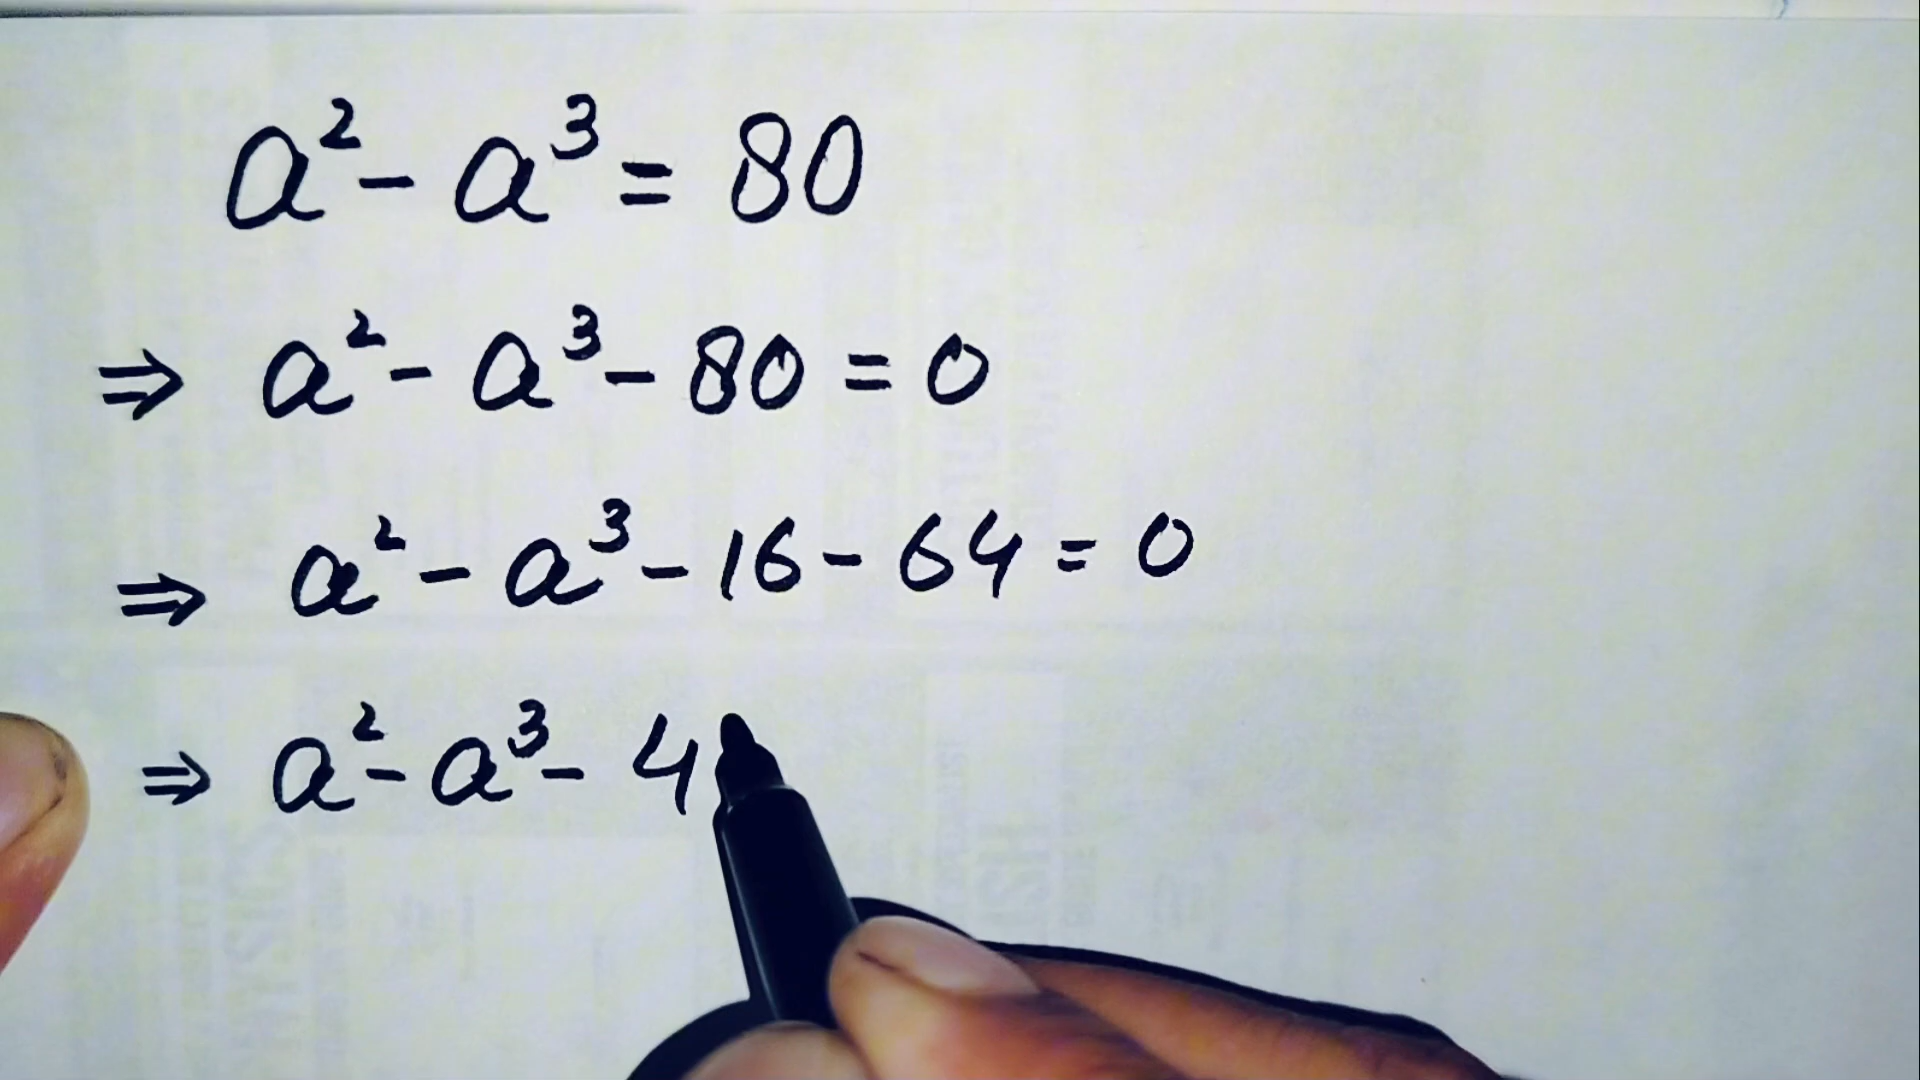 a² - a³ = 80
⇒ a² - a³ - 80 = 0
⇒ a² - a³ - 16 - 64 = 0
⇒ a² - a³ - 4